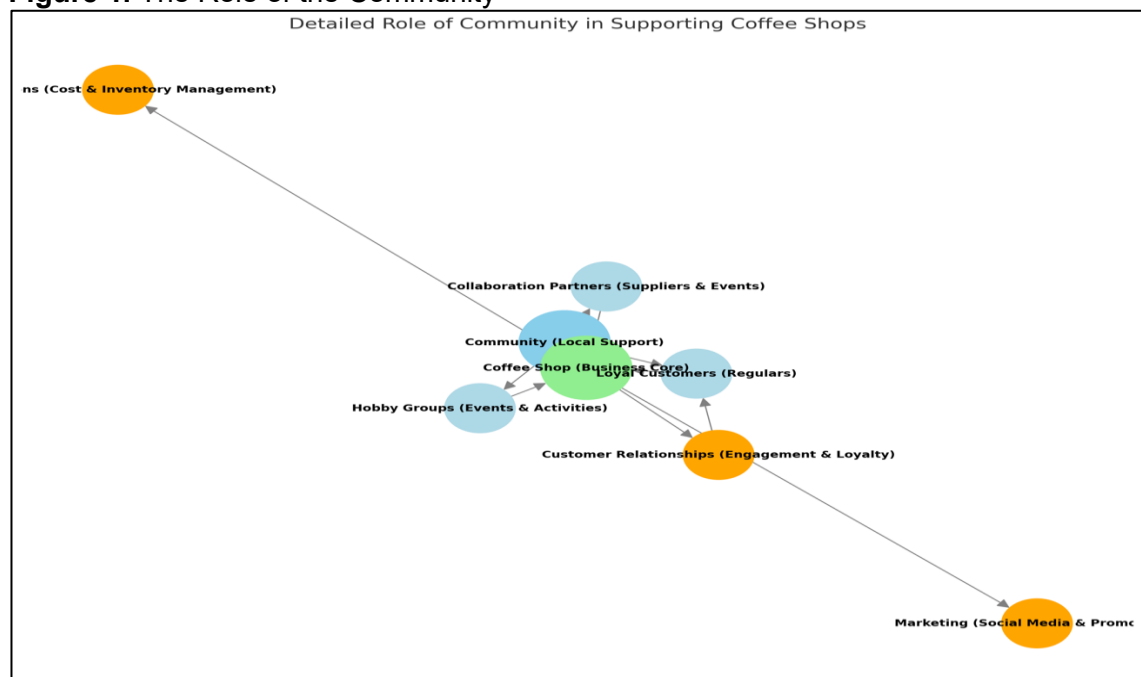 Figure 4. The Role of the Community
Detailed Role of Community in Supporting Coffee Shops
ns (Cost & Inventory Management)
Collaboration Partners (Suppliers & Events)
Community (Local Support)
Coffee Shop (Business Core)
Loyal Customers (Regulars)
Hobby Groups (Events & Activities)
Customer Relationships (Engagement & Loyalty)
Marketing (Social Media & Promo